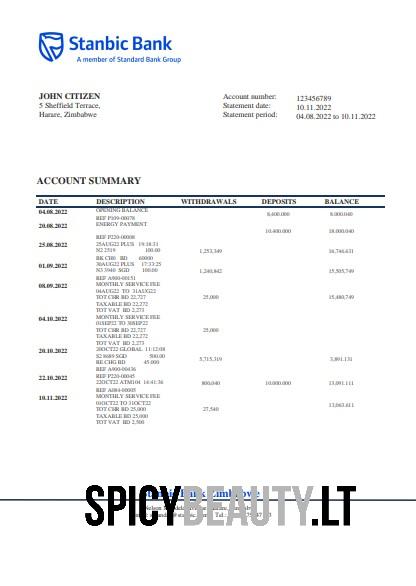 Stanbic Bank
A member of Standard Bank Group
JOHN CITIZEN
5 Sheffield Terrace,
Harare, Zimbabwe
Account number: 123456789
Statement date: 10.11.2022
Statement period: 04.08.2022 to 10.11.2022
ACCOUNT SUMMARY
DATE DESCRIPTION WITHDRAWALS DEPOSITS BALANCE
04.08.2022 OPENING BALANCE
8,400.000 8.000.040
REF P109-00078
20.08.2022 ENERGY PAYMENT
10,400.000 18.000.040
REF P220-00008
25.08.2022 25AUG22 PLUS 19:18:31
N2 2519 100.00 1,253,349 16,746.631
BK CHG BD 60000
01.09.2022 30AUG22 PLUS 17:33:25
N3 3940 SGD 100.00 1,240,842 15,505,749
REF A900-00151
08.09.2022 MONTHLY SERVICE FEE
04AUG22 TO 31AUG22
TOT CHR BD 22,727 25,000 15,480,749
TAXABLE BD 22,272
TOT VAT BD 2,273
04.10.2022 MONTHLY SERVICE FEE
01SEP22 TO 30SEP22
TOT CHR BD 22,727 25,000
TAXABLE BD 22,272
TOT VAT BD 2,273
20.10.2022 20OCT22 GLOBAL 11:12:08
S2 8689 SGD 500.00 5,715,319 3,891.131
BE CHG BD 45.000
REF A900-00436
22.10.2022 REF P220-00045
22OCT22 ATM104 14:41:36 800,040 10,000.000 13,091.111
REF A084-00005
10.11.2022 MONTHLY SERVICE FEE
01OCT22 TO 31OCT22 13,063.611
TOT CHR BD 25,000 27,540
TAXABLE BD 25,000
TOT VAT BD 2,500
SPICYBEAUTY.LT